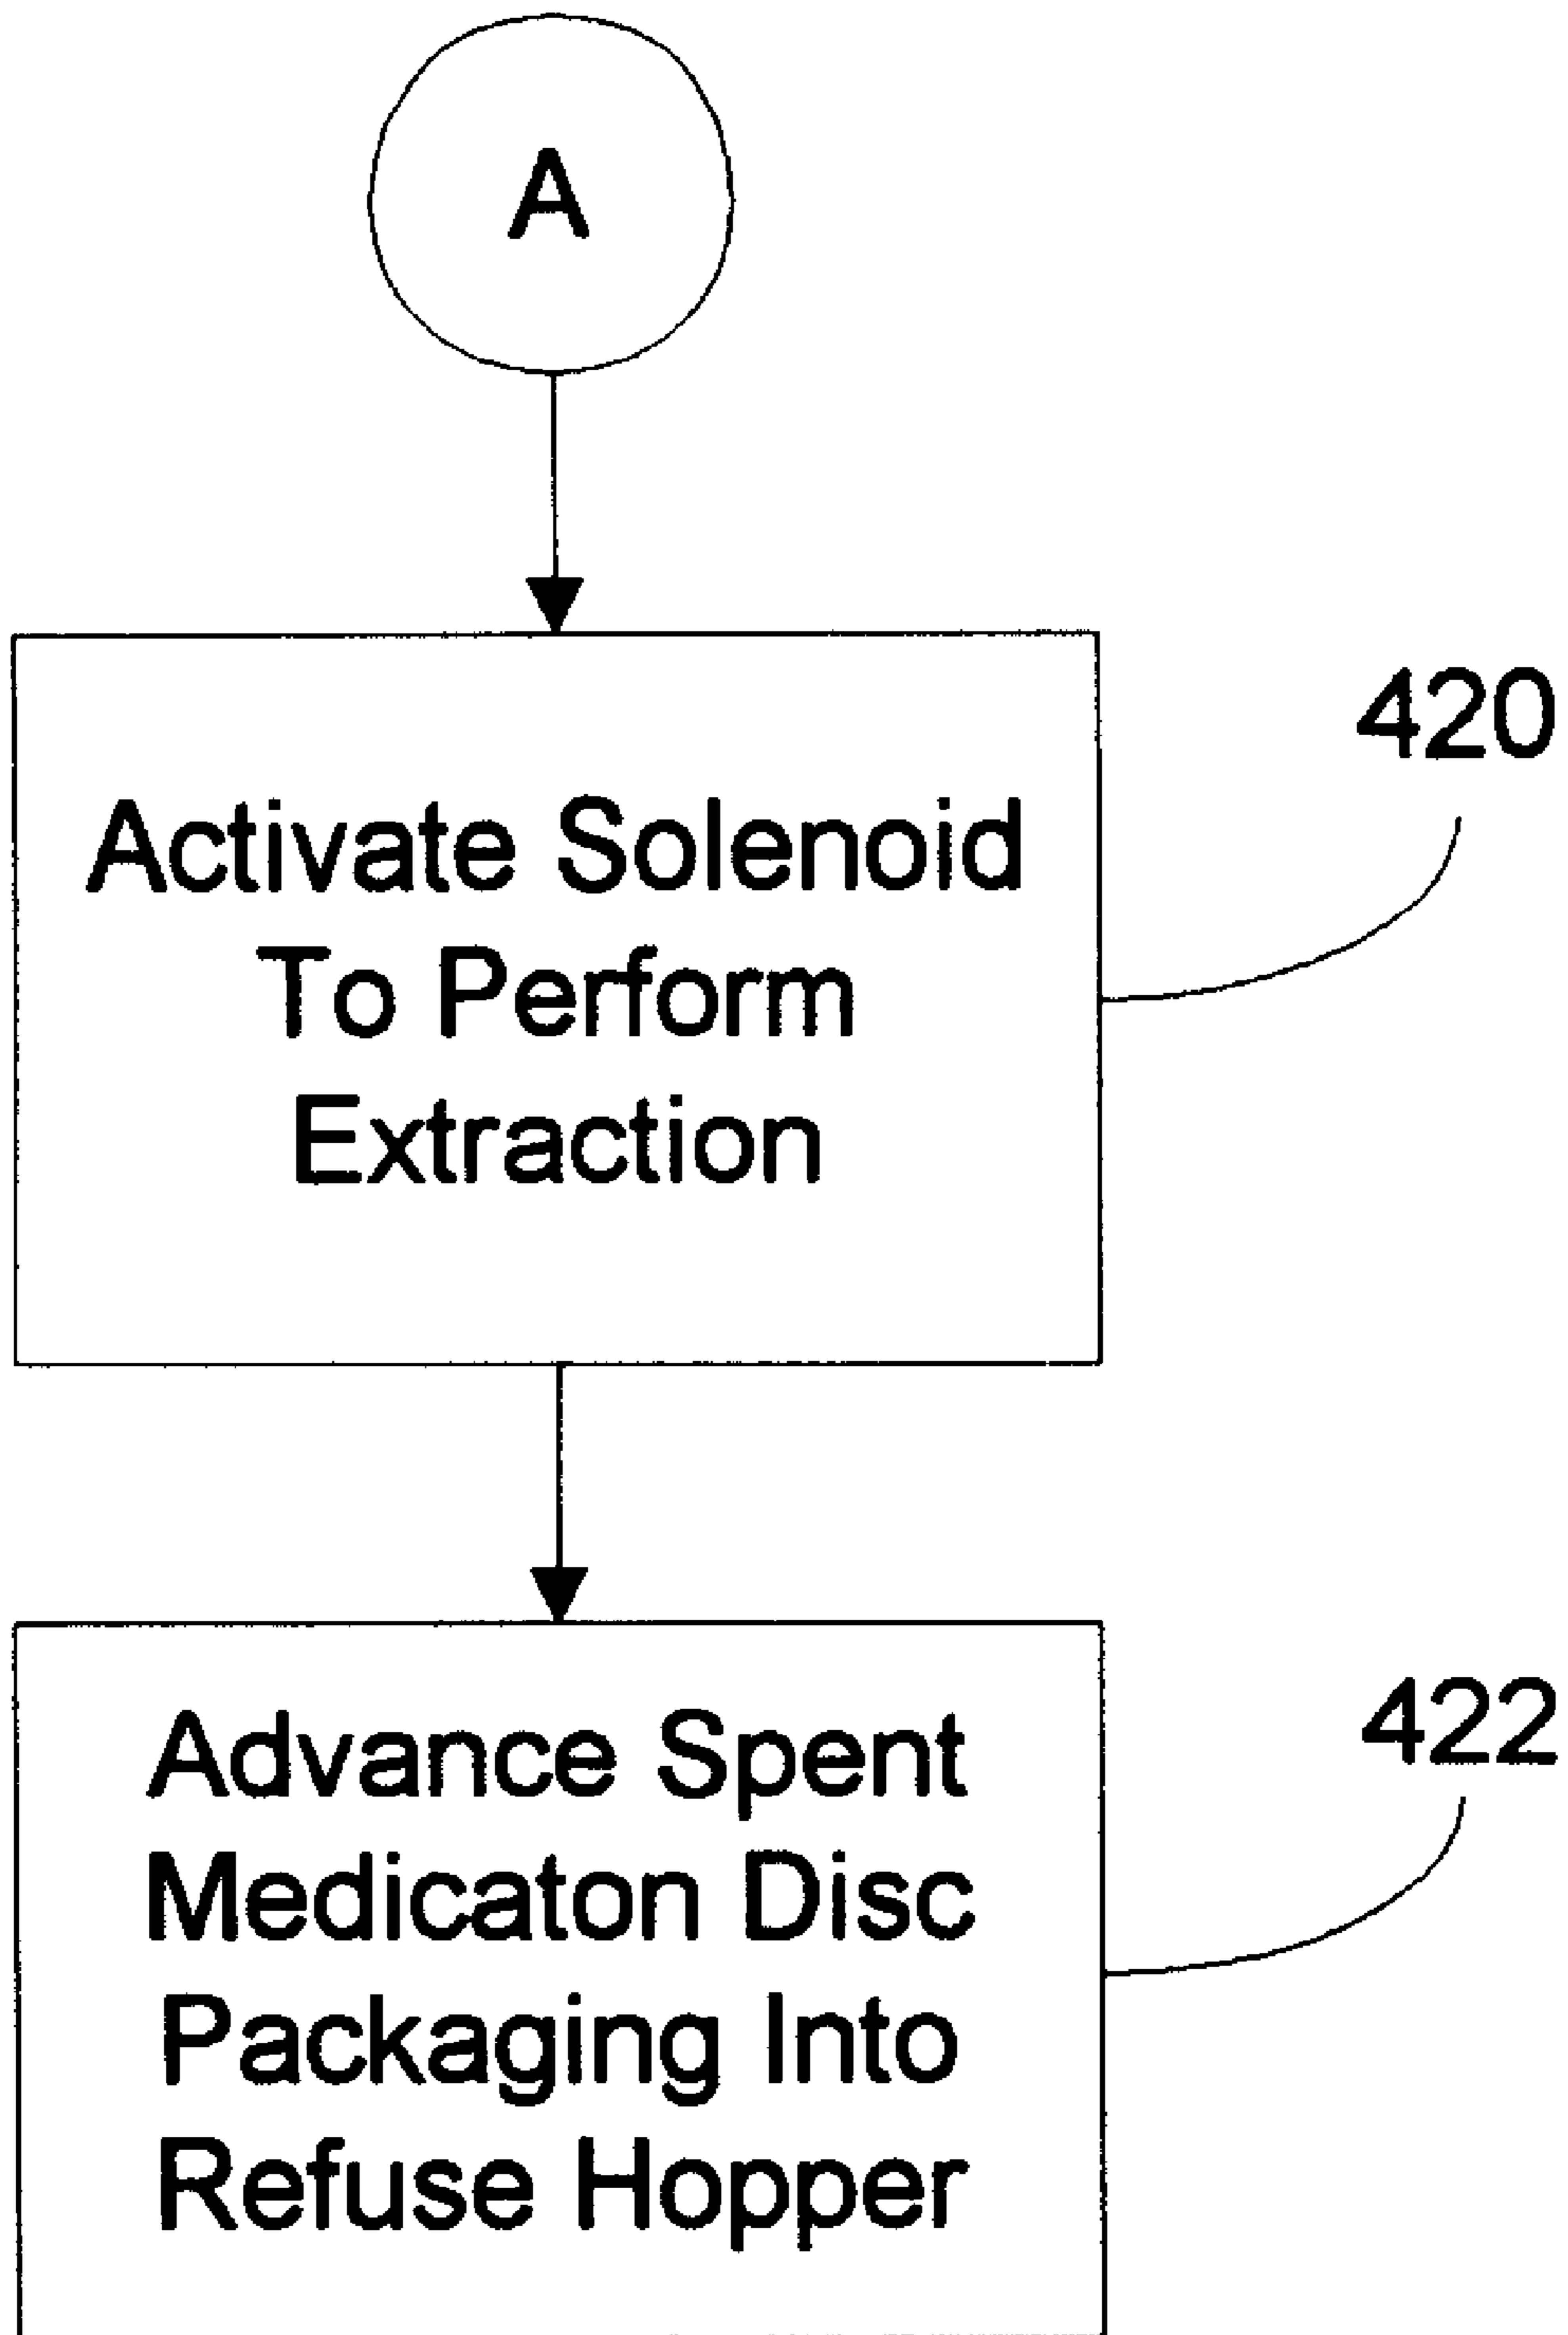 A
420
Activate Solenoid
To Perform
Extraction
422
Advance Spent
Medicaton Disc
Packaging Into
Refuse Hopper